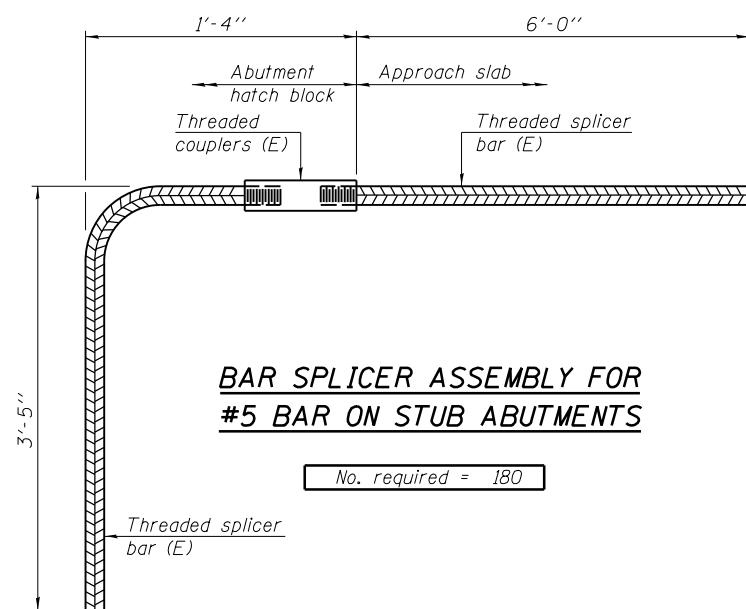 1'-4"
6'-0"
Abutment
hatch block
Approach slab
Threaded
couplers (E)
Threaded splicer
bar (E)
3'-5"
BAR SPLICER ASSEMBLY FOR
#5 BAR ON STUB ABUTMENTS
No. required = 180
Threaded splicer
bar (E)